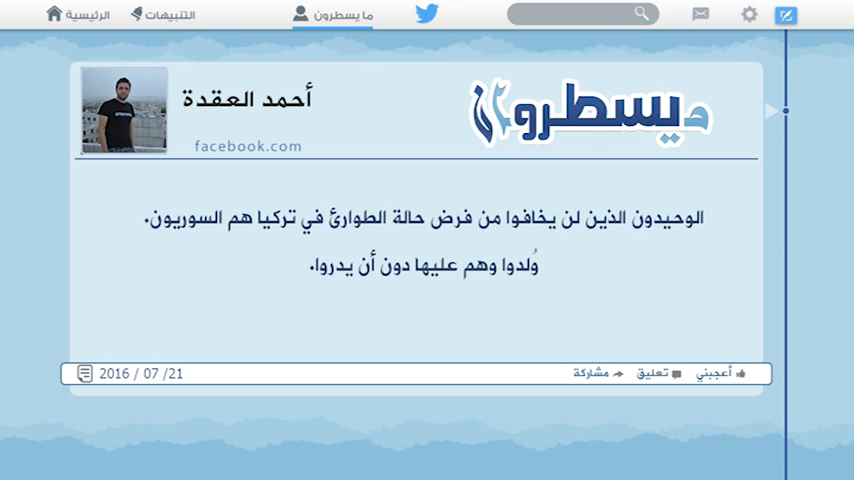 الرئيسية
التنبيهات
ما يسطرون
أحمد العقدة
facebook.com
يسطرون
الوحيدون الذين لن يخافوا من فرض حالة الطوارئ في تركيا هم السوريون.
وُلدوا وهم عليها دون أن يدروا.
أعجبني
تعليق
مشاركة
2016 / 07 /21